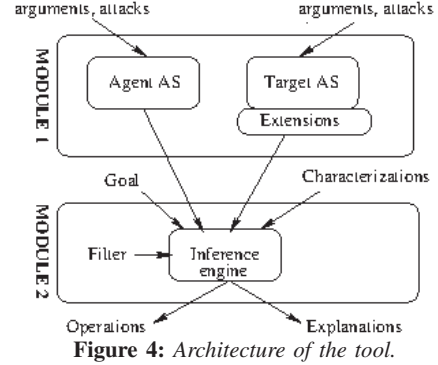 arguments, attacks
arguments, attacks
MODULE 1
Agent AS
Target AS
Extensions
Goal
Characterizations
MODULE 2
Filter
Inference
engine
Operations
Explanations
Figure 4: Architecture of the tool.